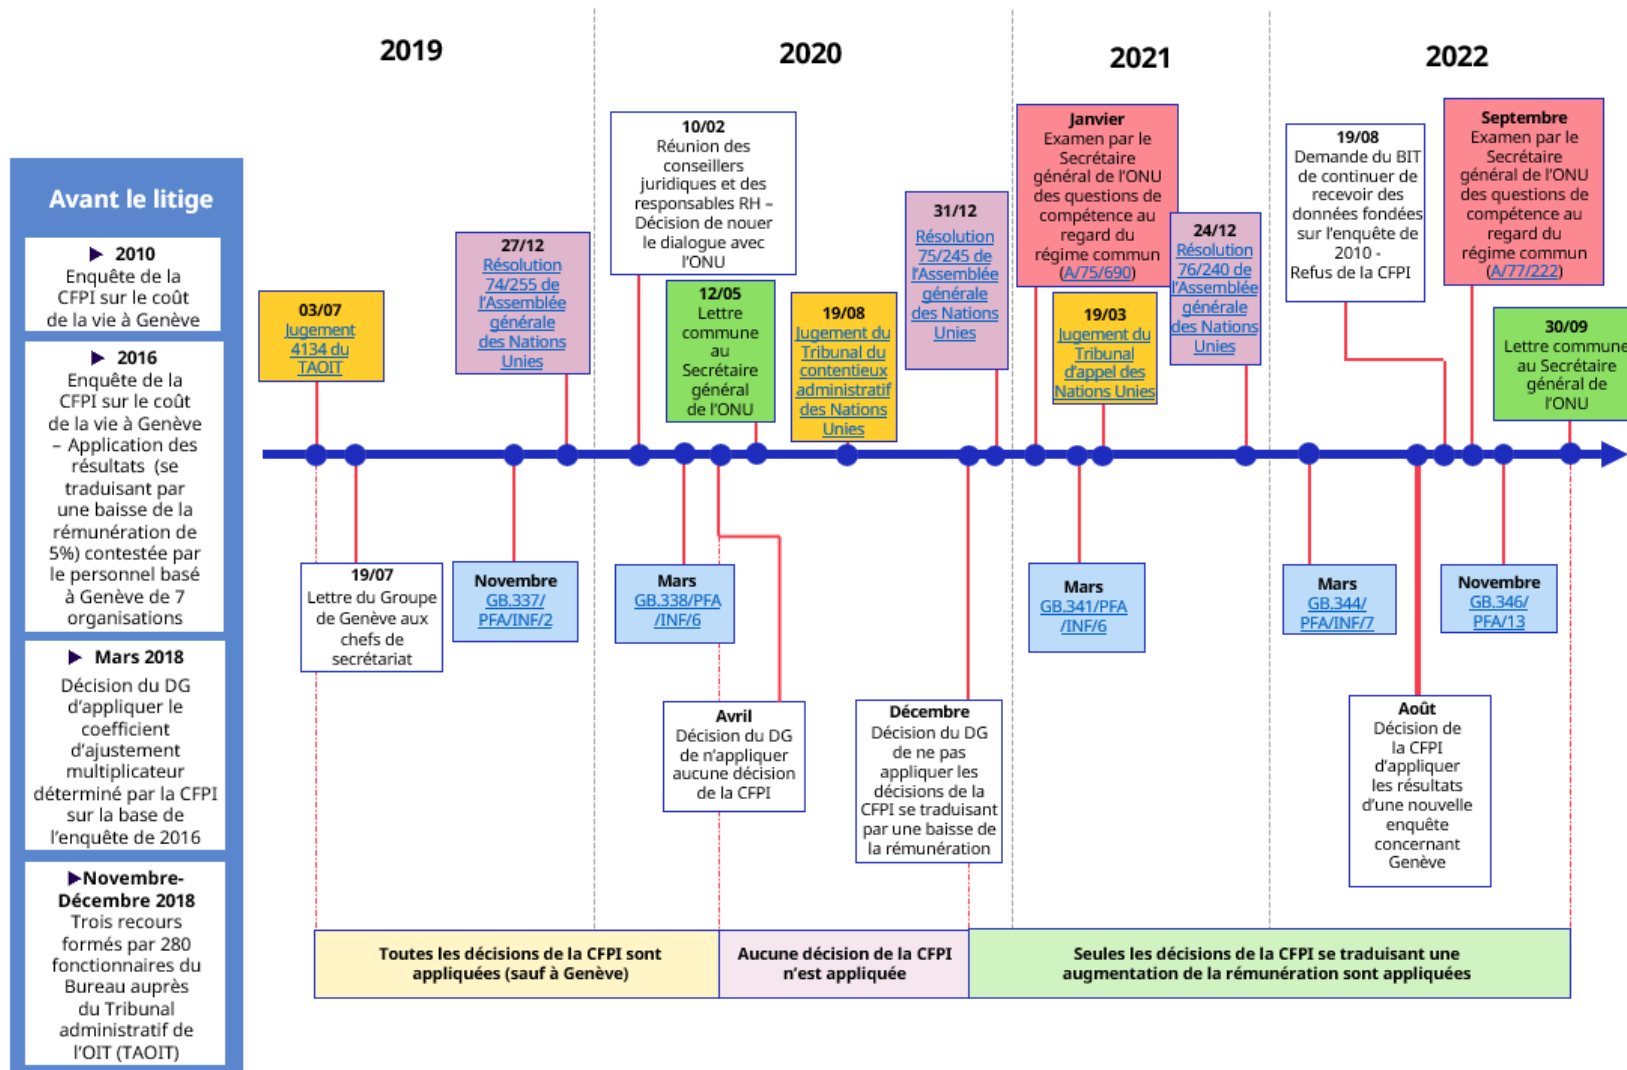 2019
2020
2021
2022
Avant le litige
2010
Enquête de la
CFPI sur le coût
de la vie à Genève
2016
Enquête de la
CFPI sur le coût
de la vie à Genève
– Application des
résultats (se
traduisant par
une baisse de la
rémunération de
5%) contestée par
le personnel basé
à Genève de 7
organisations
Mars 2018
Décision du DG
d’appliquer le
coefficient
d’ajustement
multiplicateur
déterminé par la CFPI
sur la base de
l’enquête de 2016
Novembre-
Décembre 2018
Trois recours
formés par 280
fonctionnaires du
Bureau auprès
du Tribunal
administratif de
l’OIT (TAOIT)
03/07
Jugement
4134 du
TAOIT
27/12
Résolution
74/255 de
l’Assemblée
générale
des Nations
Unies
10/02
Réunion des
conseillers
juridiques et des
responsables RH –
Décision de nouer
le dialogue avec
l’ONU
12/05
Lettre
commune
au
Secrétaire
général
de l’ONU
19/08
Jugement du
Tribunal du
contentieux
administratif
des Nations
Unies
31/12
Résolution
75/245 de
l’Assemblée
générale
des Nations
Unies
Janvier
Examen par le
Secrétaire
général de l’ONU
des questions de
compétence au
regard du
régime commun
(A/75/690)
19/03
Jugement du
Tribunal
d’appel des
Nations Unies
24/12
Résolution
76/240 de
l’Assemblée
générale
des Nations
Unies
19/08
Demande du BIT
de continuer de
recevoir des
données fondées
sur l’enquête de
2010 -
Refus de la CFPI
Septembre
Examen par le
Secrétaire
général de l’ONU
des questions de
compétence au
regard du
régime commun
(A/77/222)
30/09
Lettre commune
au Secrétaire
général de
l’ONU
19/07
Lettre du Groupe
de Genève aux
chefs de
secrétariat
Novembre
GB.337/
PFA/INF/2
Mars
GB.338/PFA
/INF/6
Avril
Décision du DG
de n’appliquer
aucune décision
de la CFPI
Décembre
Décision du DG
de ne pas
appliquer les
décisions de la
CFPI se traduisant
par une baisse de
la rémunération
Mars
GB.341/PFA
/INF/6
Mars
GB.344/
PFA/INF/7
Août
Décision de
la CFPI
d’appliquer
les résultats
d’une nouvelle
enquête
concernant
Genève
Novembre
GB.346/
PFA/13
Toutes les décisions de la CFPI sont
appliquées (sauf à Genève)
Aucune décision de la CFPI
n’est appliquée
Seules les décisions de la CFPI se traduisant une
augmentation de la rémunération sont appliquées